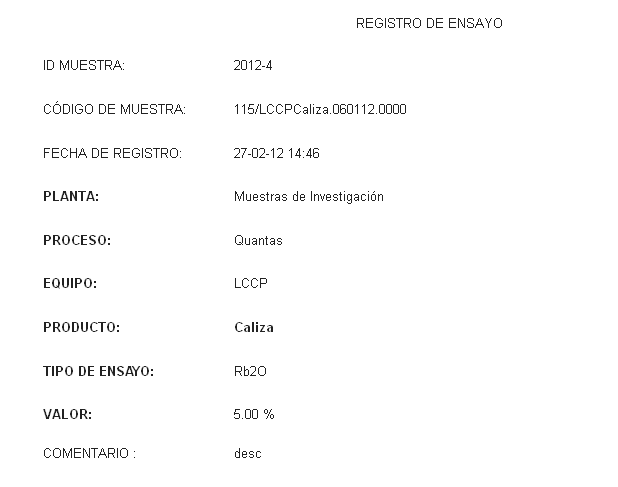 REGISTRO DE ENSAYO
ID MUESTRA: 2012-4
CÓDIGO DE MUESTRA: 115/LCCPCaliza.060112.0000
FECHA DE REGISTRO: 27-02-12 14:46
PLANTA: Muestras de Investigación
PROCESO: Quantas
EQUIPO: LCCP
PRODUCTO: Caliza
TIPO DE ENSAYO: Rb2O
VALOR: 5.00 %
COMENTARIO : desc